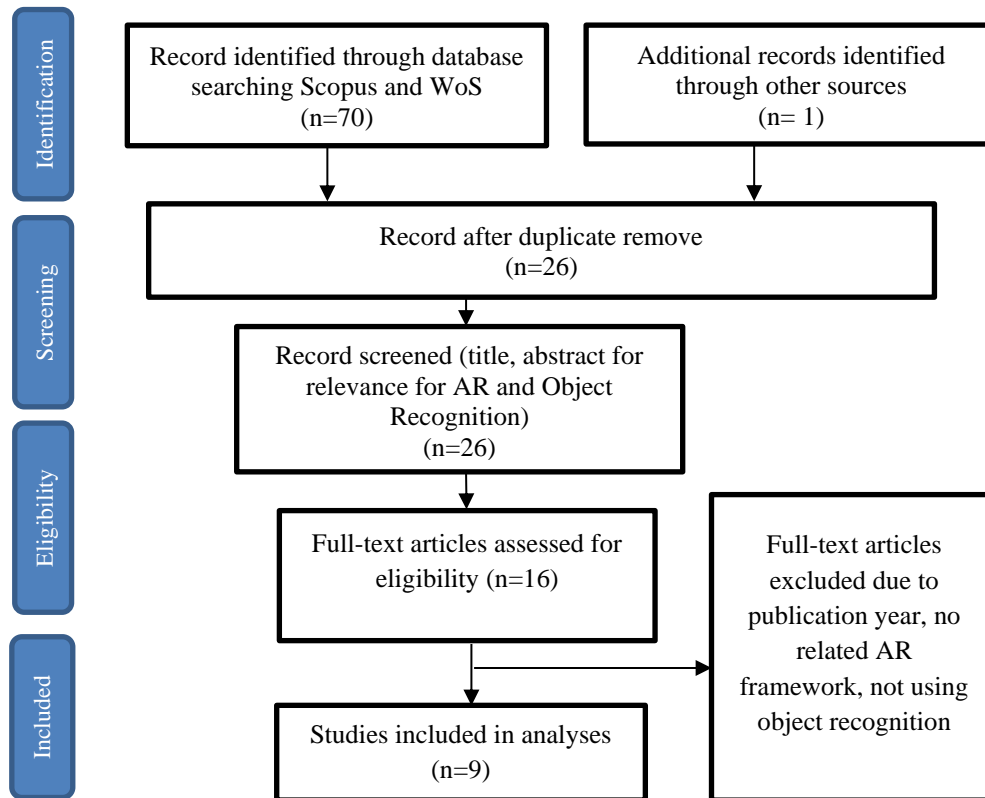 Identification
Record identified through database
searching Scopus and WoS
(n=70)
Additional records identified
through other sources
(n= 1)
Screening
Record after duplicate remove
(n=26)
Record screened (title, abstract for
relevance for AR and Object
Recognition)
(n=26)
Eligibility
Full-text articles assessed for
eligibility (n=16)
Full-text articles
excluded due to
publication year, no
related AR
framework, not using
object recognition
Included
Studies included in analyses
(n=9)